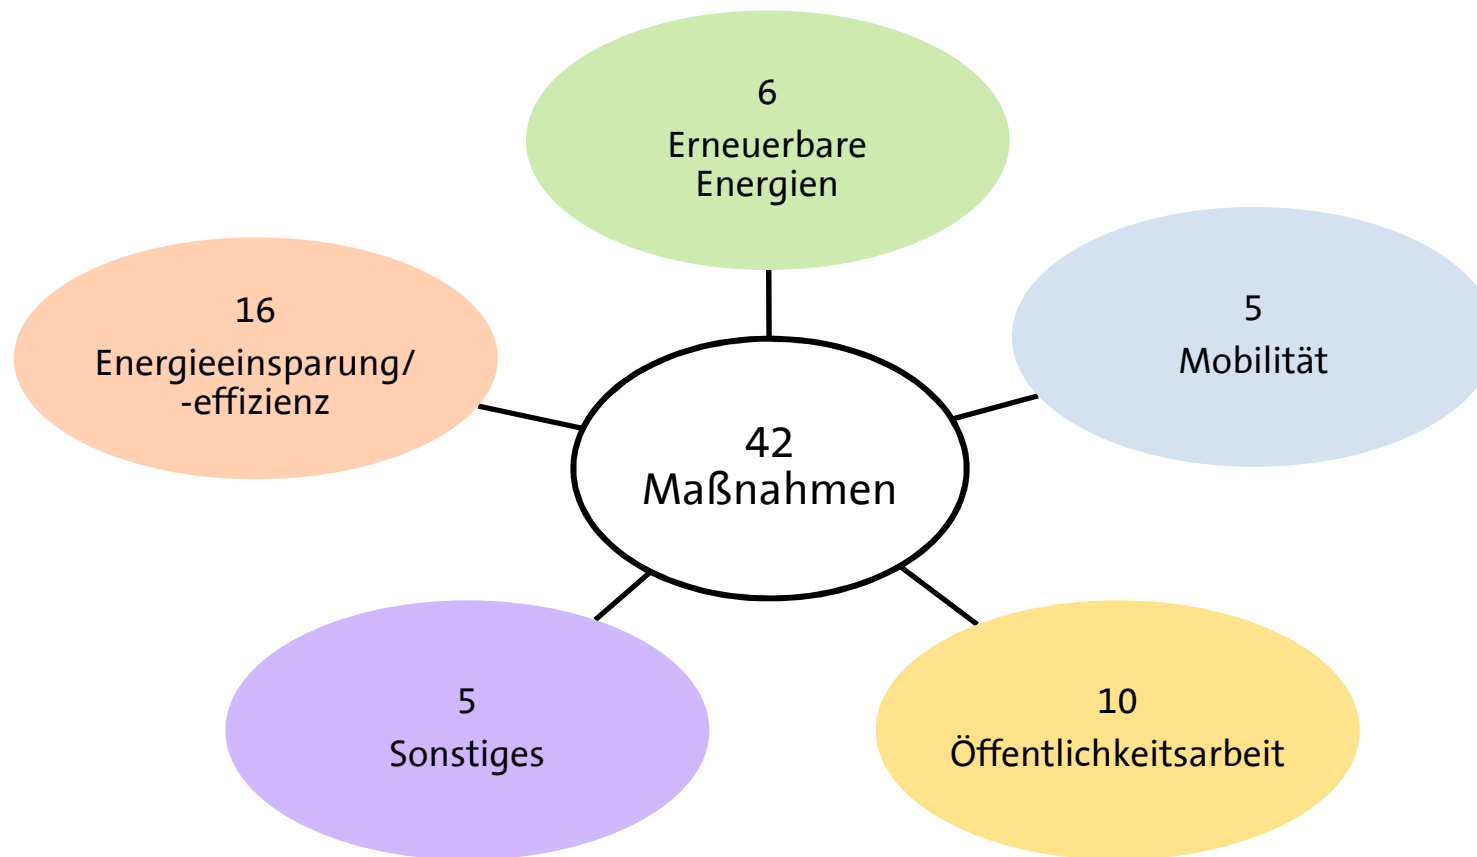 6
Erneuerbare
Energien
16
Energieeinsparung/
-effizienz
5
Mobilität
42
Maßnahmen
5
Sonstiges
10
Öffentlichkeitsarbeit